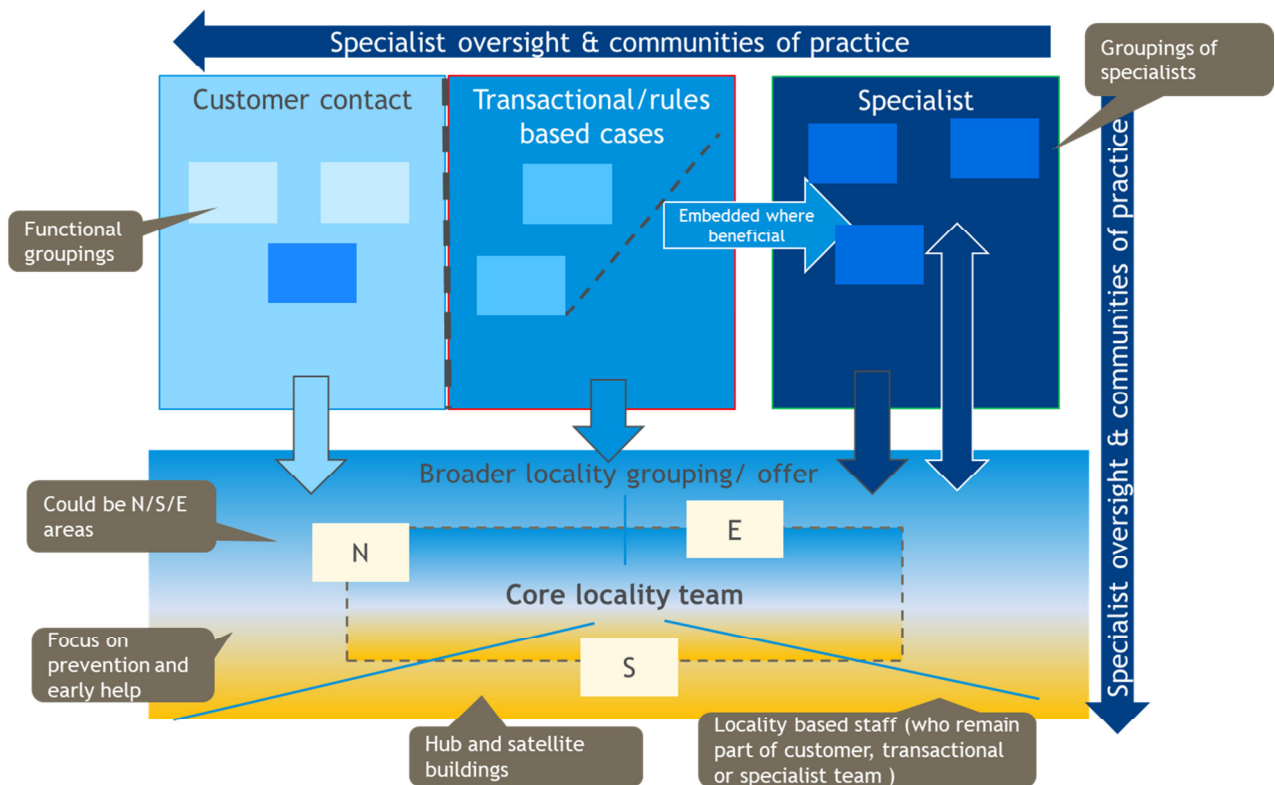 Specialist oversight & communities of practice
Groupings of
specialists
Customer contact
Transactional/rules
based cases
Specialist
Functional
groupings
Embedded where
beneficial
Specialist oversight & communities of practice
Broader locality grouping/ offer
Could be N/S/E
areas
N
E
Core locality team
Focus on
prevention and
early help
S
Hub and satellite
buildings
Locality based staff (who remain
part of customer, transactional
or specialist team )